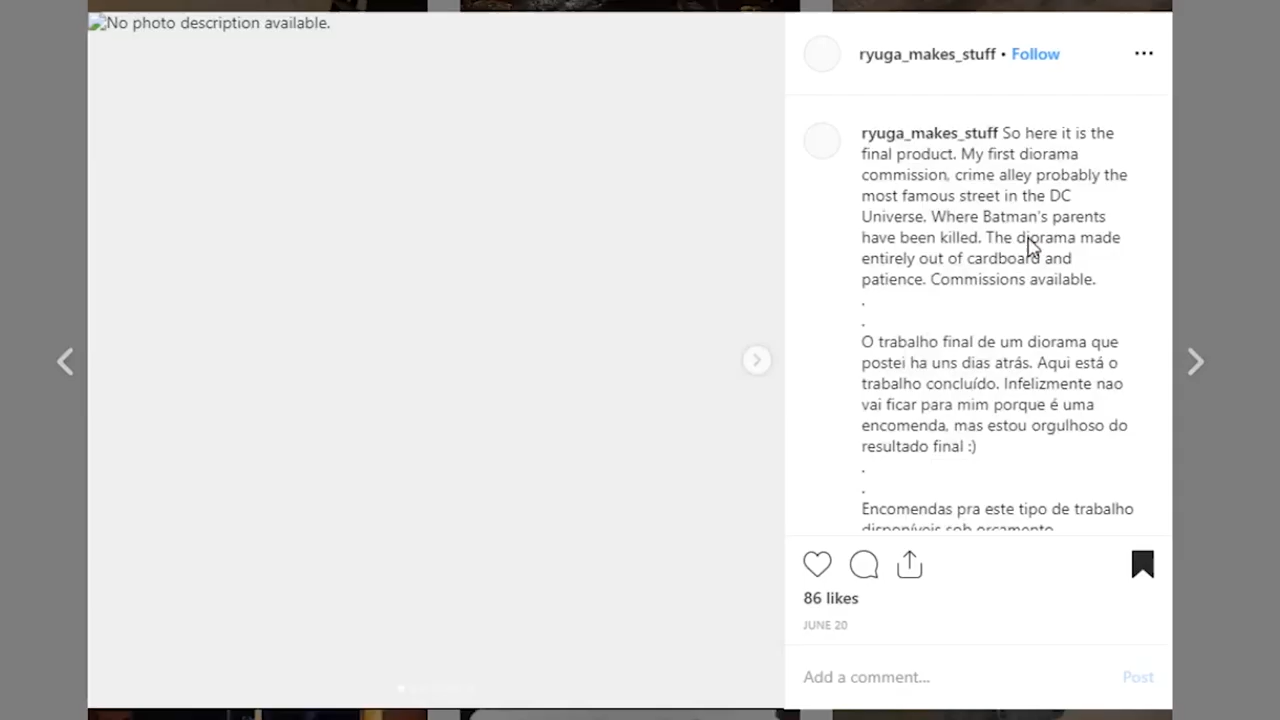 No photo description available.
ryuga_makes_stuff • Follow
ryuga_makes_stuff So here it is the
final product. My first diorama
commission, crime alley probably the
most famous street in the DC
Universe. Where Batman's parents
have been killed. The diorama made
entirely out of cardboard and
patience. Commissions available.
.
.
O trabalho final de um diorama que
postei ha uns dias atrás. Aqui está o
trabalho concluído. Infelizmente nao
vai ficar para mim porque é uma
encomenda, mas estou orgulhoso do
resultado final :)
.
.
Encomendas pra este tipo de trabalho
disponíveis sob orçamento
86 likes
JUNE 20
Add a comment...
Post